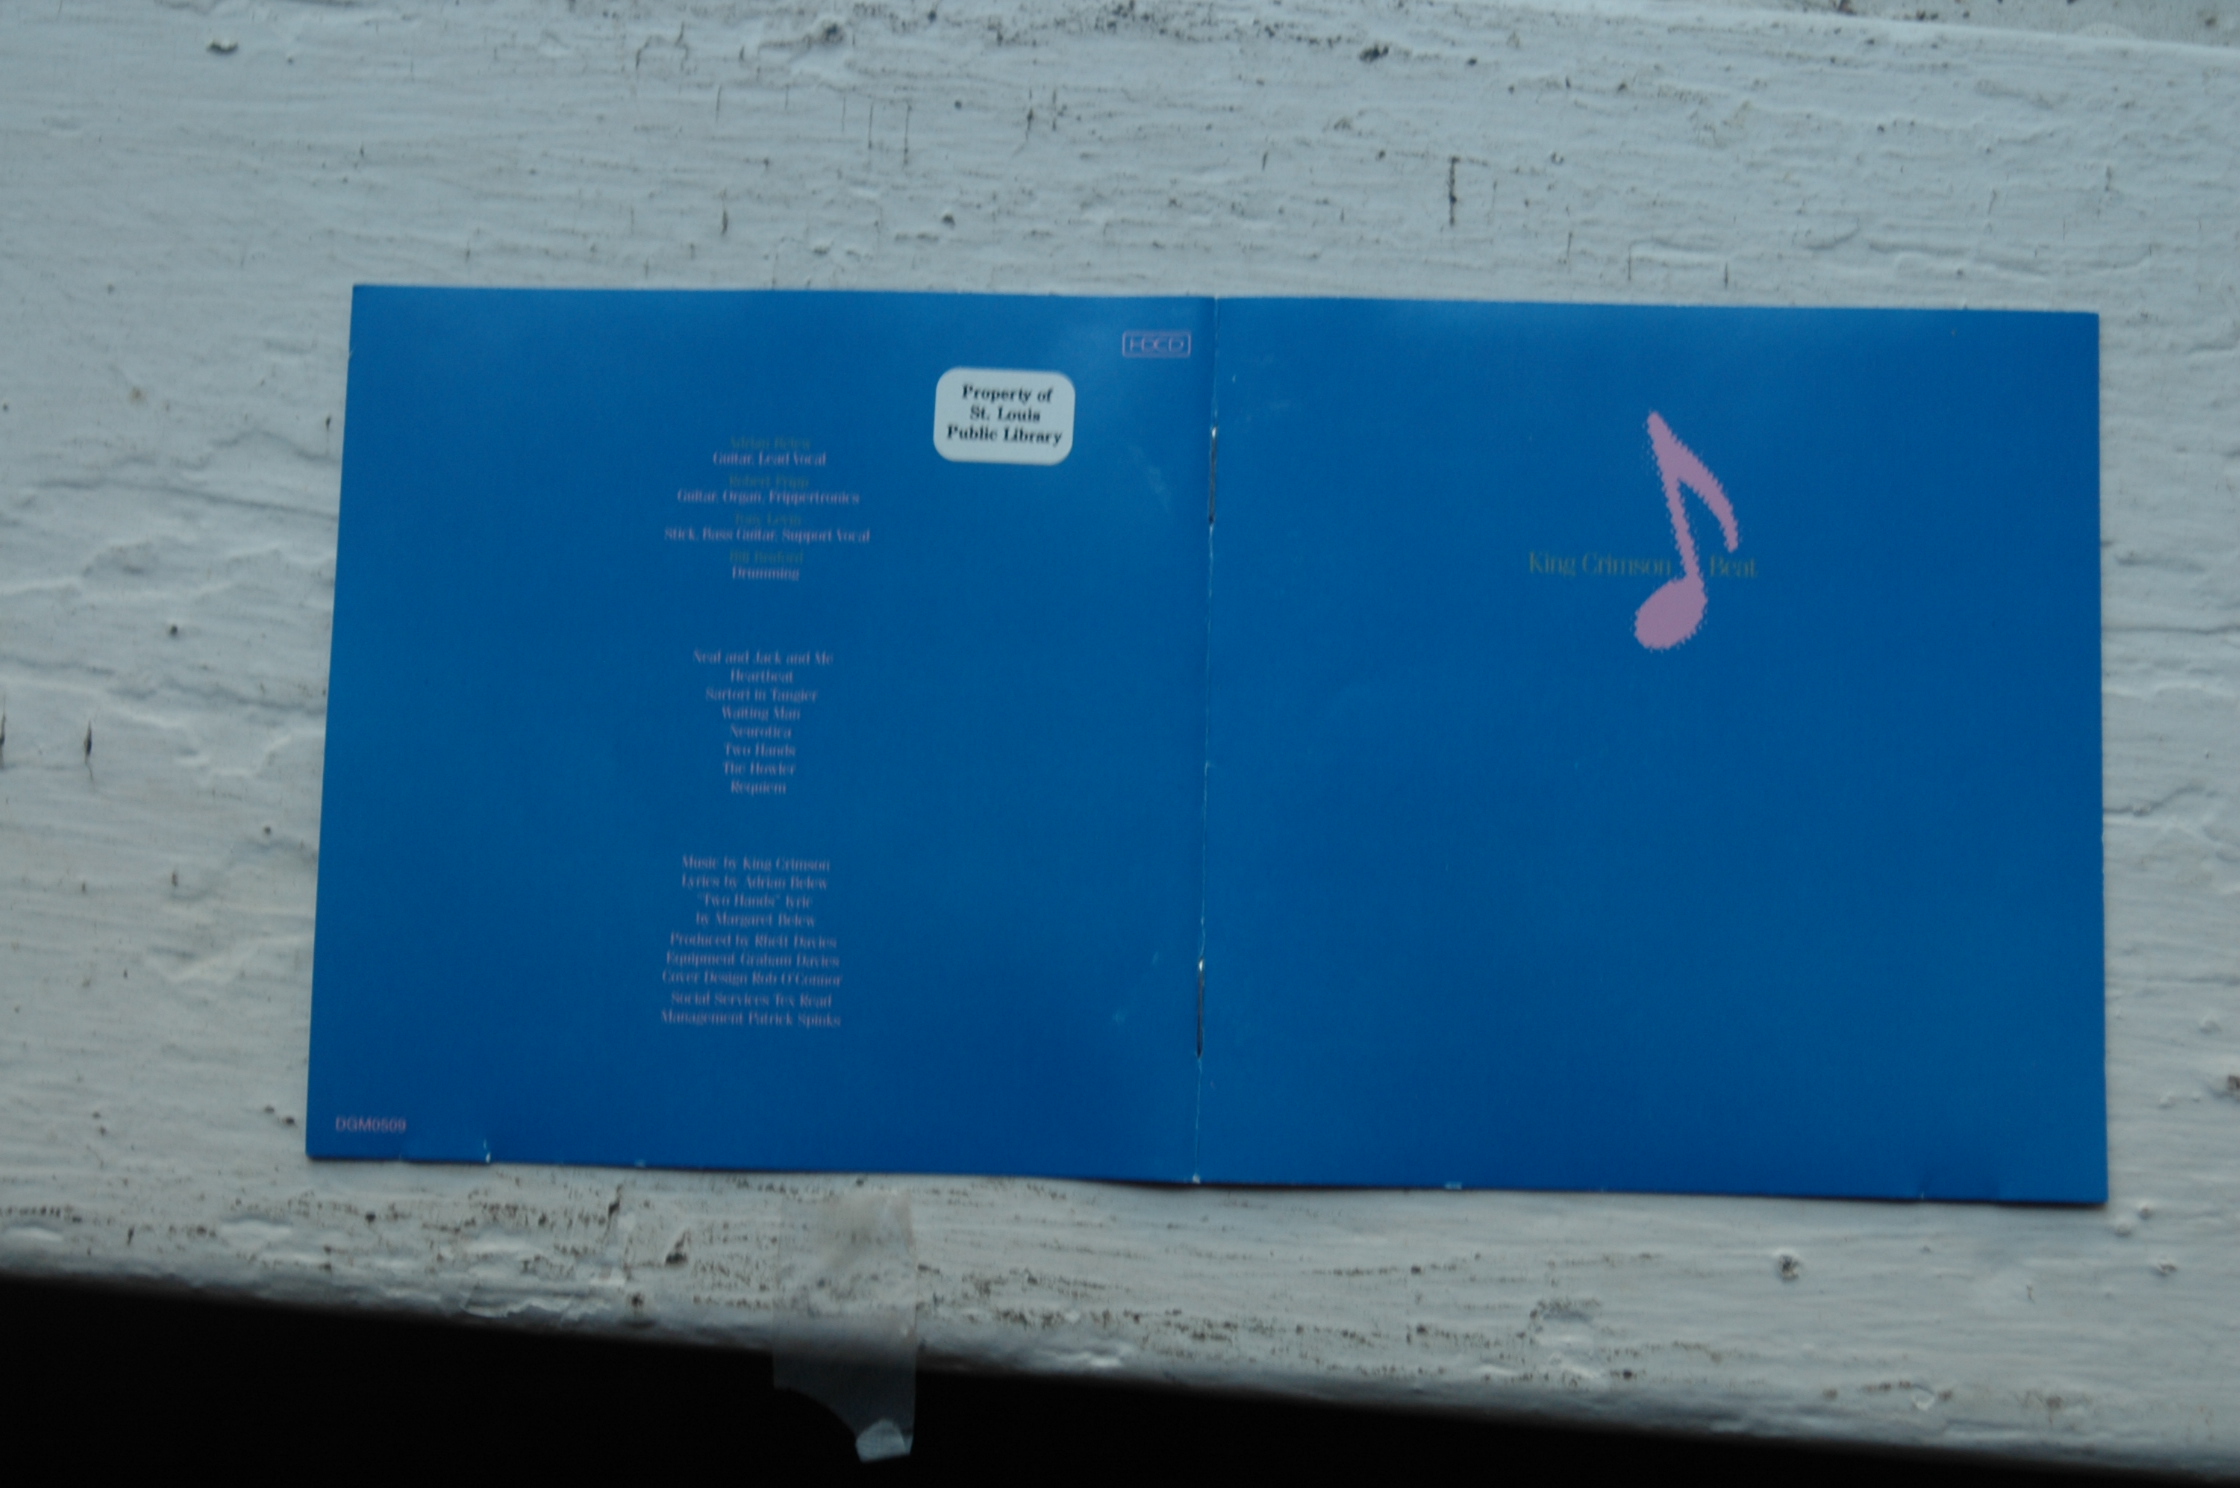 HDCD
Property of
St. Louis
Public Library
Adrian Belew
Guitar, Lead Vocal
Robert Fripp
Guitar, Organ, Frippertronics
Tony Levin
Stick, Bass Guitar, Support Vocal
Bill Bruford
Drumming
Neal and Jack and Me
Heartbeat
Sartori in Tangier
Waiting Man
Neurotica
Two Hands
The Howler
Requiem
Music by King Crimson
Lyrics by Adrian Belew
"Two Hands" lyric
by Margaret Belew
Produced by Rhett Davies
Equipment Graham Davies
Cover Design Rob O'Connor
Social Services Tex Read
Management Patrick Spinks
DGM0509
King Crimson Beat